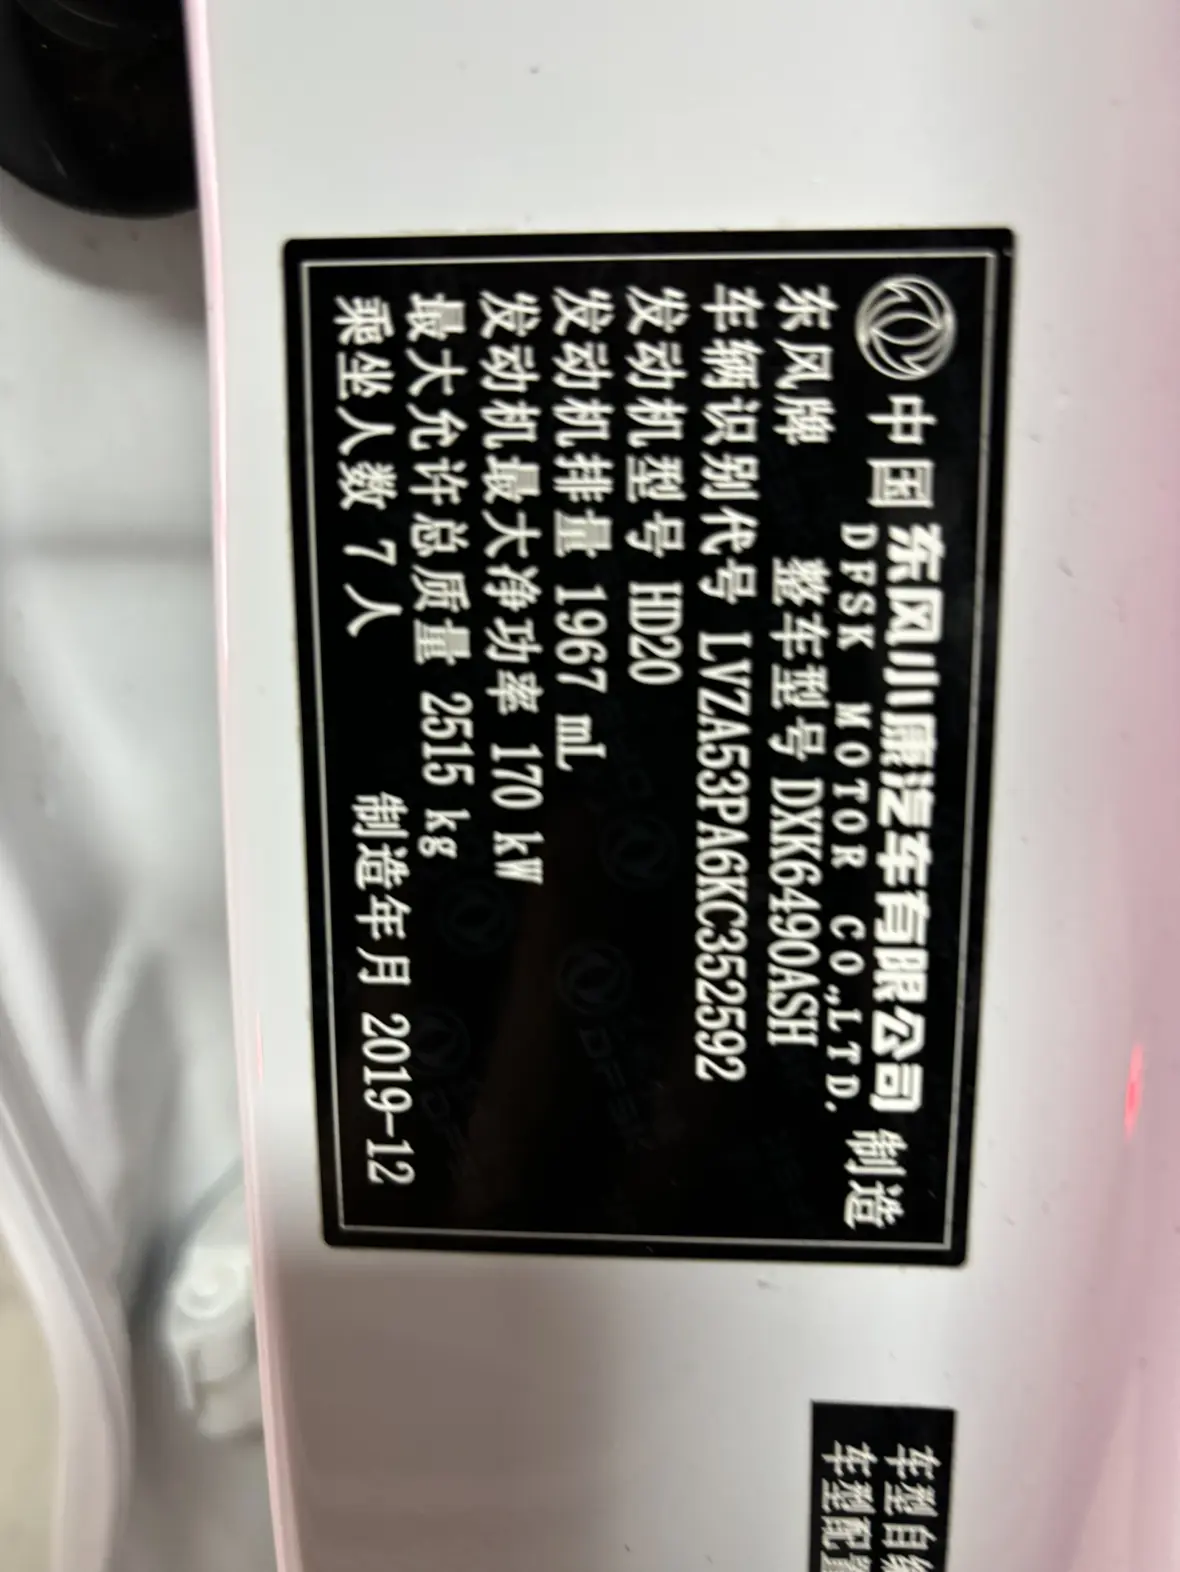 中国 东风小康汽车有限公司 制造
DFSK MOTOR CO.,LTD.
东风牌 整车型号 DXK6490ASH
车辆识别代号 LVZA53PA6KC352592
发动机型号 HD20
发动机排量 1967 mL
发动机最大净功率 170 kW
最大允许总质量 2515 kg
乘坐人数 7 人 制造年月 2019-12
车型自编
车型配置